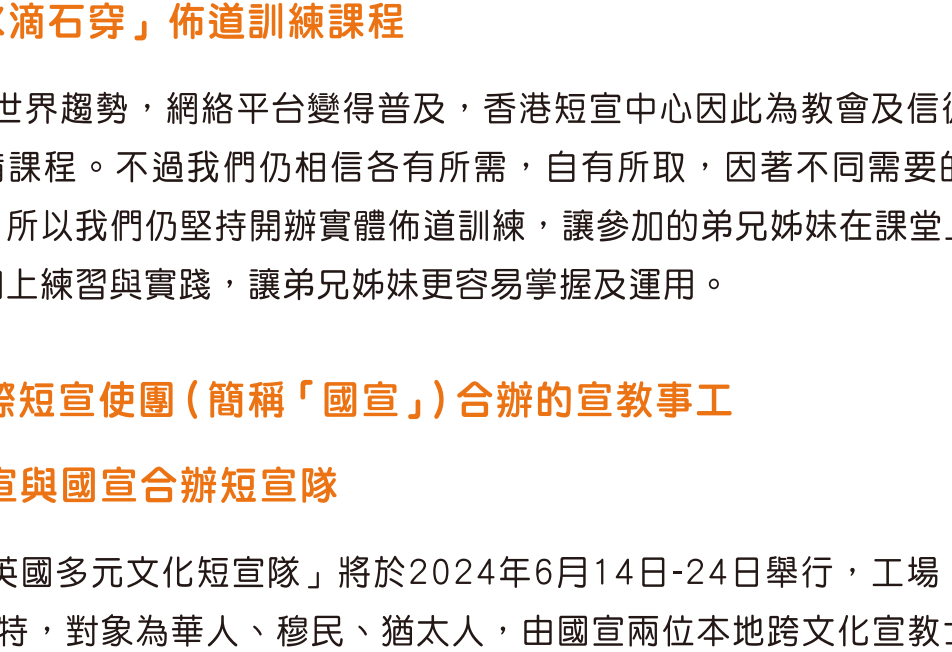 水滴石穿」佈道訓練課程
世界趨勢，網絡平台變得普及，香港短宣中心因此為教會及信徒
課程。不過我們仍相信各有所需，自有所取，因著不同需要的
所以我們仍堅持開辦實體佈道訓練，讓參加的弟兄姊妹在課堂上
上練習與實踐，讓弟兄姊妹更容易掌握及運用。
際短宣使團（簡稱「國宣」）合辦的宣教事工
宣與國宣合辦短宣隊
英國多元文化短宣隊」將於2024年6月14日-24日舉行，工場
特，對象為華人、穆民、猶太人，由國宣兩位本地跨文化宣教士